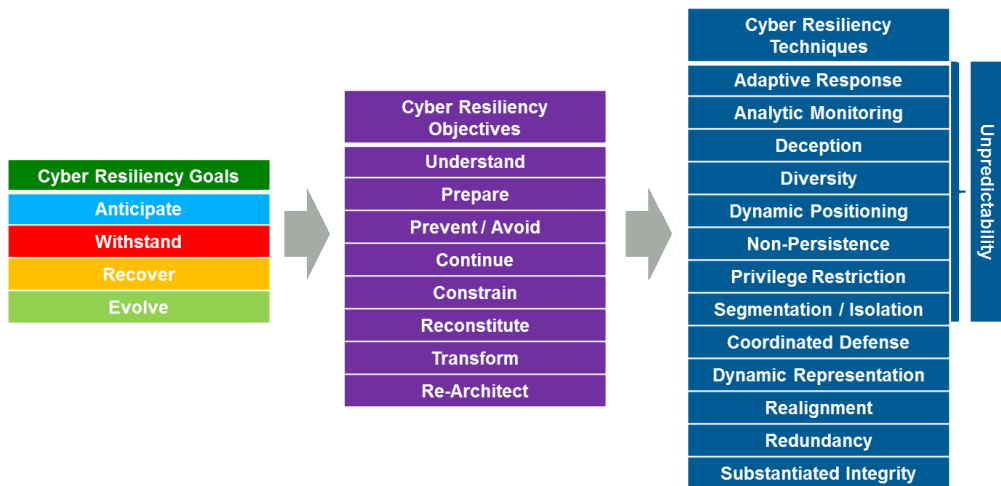 Cyber Resiliency Goals
Anticipate
Withstand
Recover
Evolve
Cyber Resiliency
Objectives
Understand
Prepare
Prevent / Avoid
Continue
Constrain
Reconstitute
Transform
Re-Architect
Cyber Resiliency
Techniques
Adaptive Response
Analytic Monitoring
Deception
Diversity
Dynamic Positioning
Non-Persistence
Privilege Restriction
Segmentation / Isolation
Coordinated Defense
Dynamic Representation
Realignment
Redundancy
Substantiated Integrity
Unpredictability